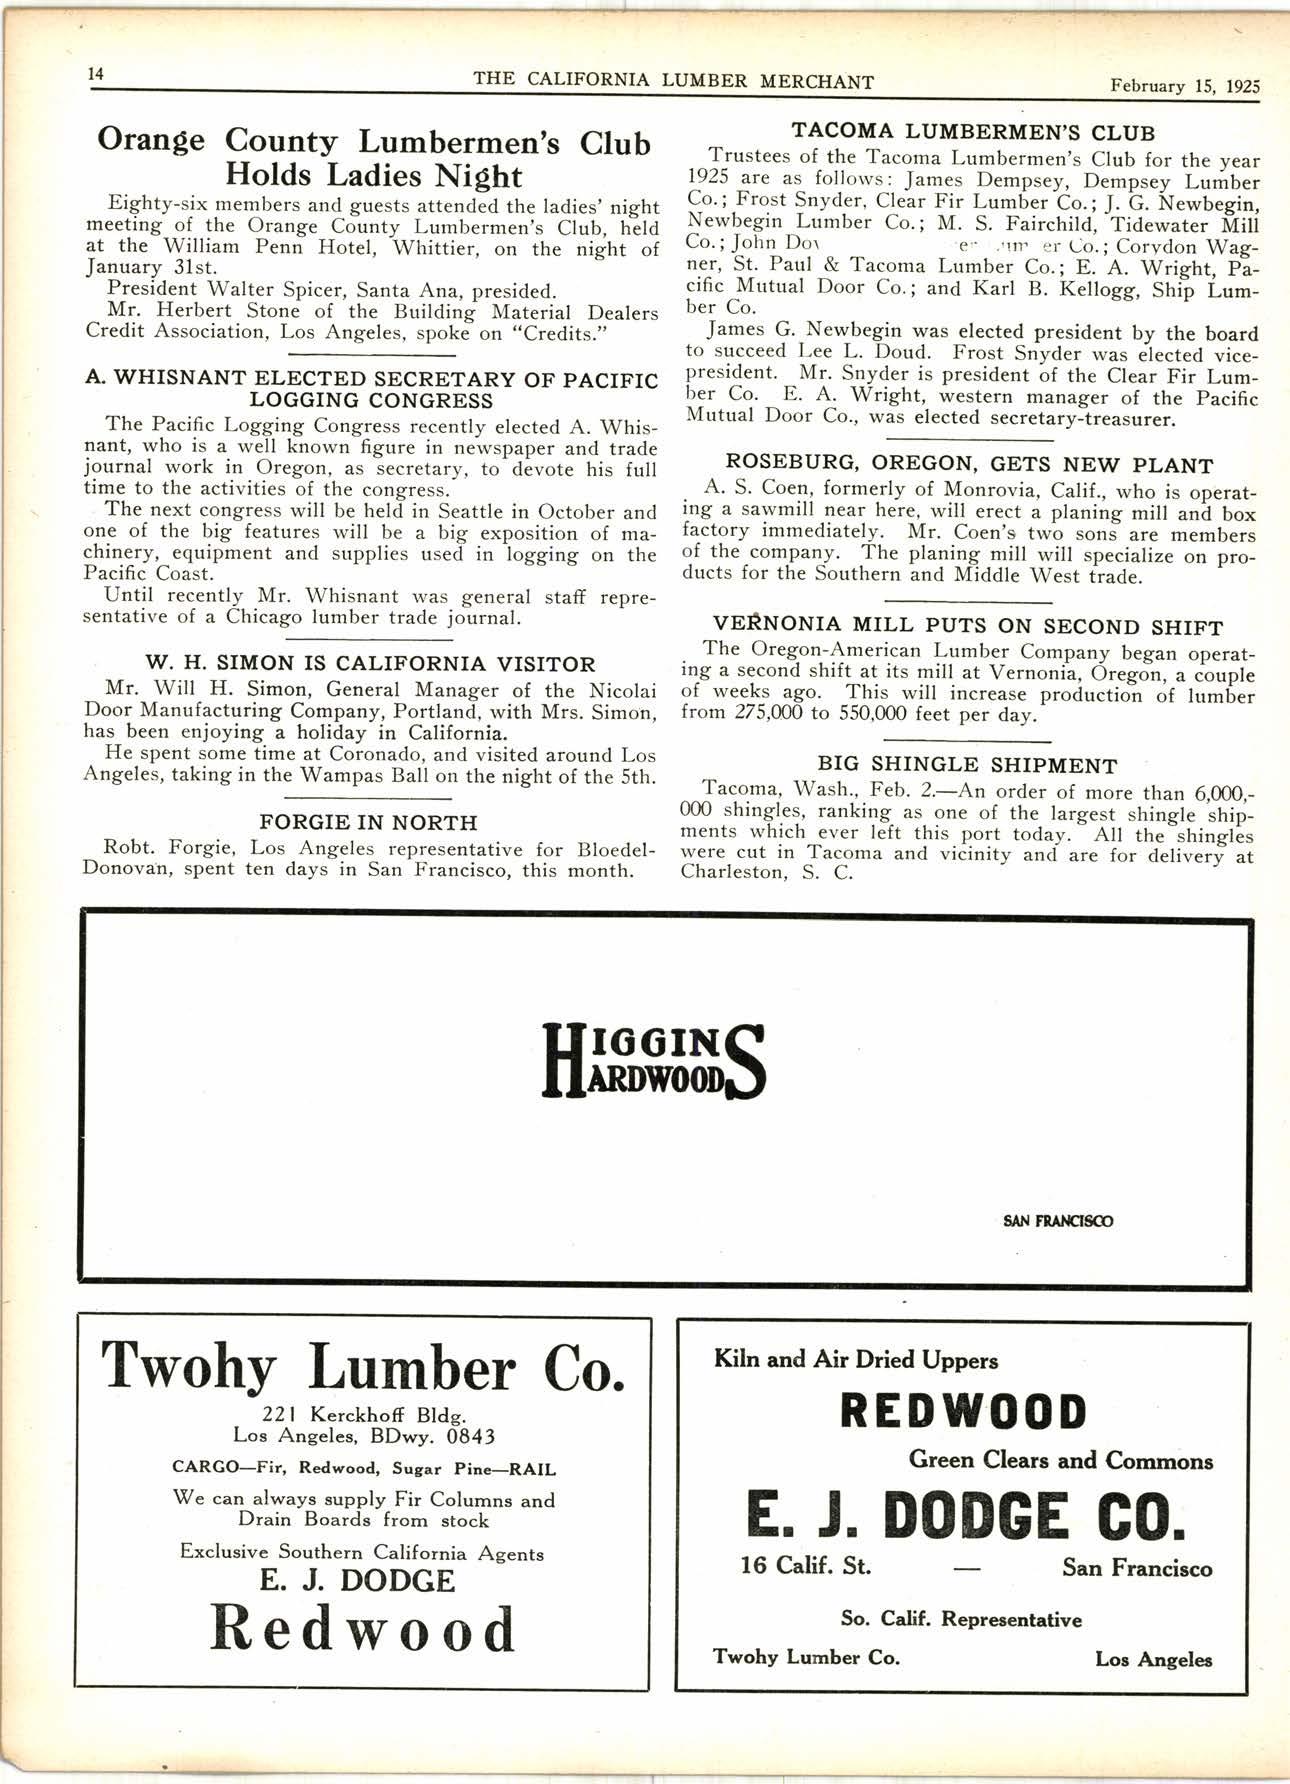 14
THE CALIFORNIA LUMBER MERCHANT
February 15, 1925
Orange County Lumbermen's Club
Holds Ladies Night
Eighty-six members and guests attended the ladies' night
meeting of the Orange County Lumbermen's Club, held
at the William Penn Hotel, Whittier, on the night of
January 31st.
President Walter Spicer, Santa Ana, presided.
Mr. Herbert Stone of the Building Material Dealers
Credit Association, Los Angeles, spoke on "Credits."
A. WHISNANT ELECTED SECRETARY OF PACIFIC
LOGGING CONGRESS
The Pacific Logging Congress recently elected A. Whis-
nant, who is a well known figure in newspaper and trade
journal work in Oregon, as secretary, to devote his full
time to the activities of the congress.
The next congress will be held in Seattle in October and
one of the big features will be a big exposition of ma-
chinery, equipment and supplies used in logging on the
Pacific Coast.
Until recently Mr. Whisnant was general staff repre-
sentative of a Chicago lumber trade journal.
W. H. SIMON IS CALIFORNIA VISITOR
Mr. Will H. Simon, General Manager of the Nicolai
Door Manufacturing Company, Portland, with Mrs. Simon,
has been enjoying a holiday in California.
He spent some time at Coronado, and visited around Los
Angeles, taking in the Wampas Ball on the night of the 5th.
FORGIE IN NORTH
Robt. Forgie, Los Angeles representative for Bloedel-
Donovan, spent ten days in San Francisco, this month.
TACOMA LUMBERMEN'S CLUB
Trustees of the Tacoma Lumbermen's Club for the year
1925 are as follows: James Dempsey, Dempsey Lumber
Co.; Frost Snyder, Clear Fir Lumber Co.; J. G. Newbegin,
Newbegin Lumber Co.; M. S. Fairchild, Tidewater Mill
Co.; John Co.; Corydon Wag-
ner, St. Paul & Tacoma Lumber Co.; E. A. Wright, Pa-
cific Mutual Door Co.; and Karl B. Kellogg, Ship Lum-
ber Co.
James G. Newbegin was elected president by the board
to succeed Lee L. Doud. Frost Snyder was elected vice-
president. Mr. Snyder is president of the Clear Fir Lum-
ber Co. E. A. Wright, western manager of the Pacific
Mutual Door Co., was elected secretary-treasurer.
ROSEBURG, OREGON, GETS NEW PLANT
A. S. Coen, formerly of Monrovia, Calif., who is operat-
ing a sawmill near here, will erect a planing mill and box
factory immediately. Mr. Coen's two sons are members
of the company. The planing mill will specialize on pro-
ducts for the Southern and Middle West trade.
VERNONIA MILL PUTS ON SECOND SHIFT
The Oregon-American Lumber Company began operat-
ing a second shift at its mill at Vernonia, Oregon, a couple
of weeks ago. This will increase production of lumber
from 275,000 to 550,000 feet per day.
BIG SHINGLE SHIPMENT
Tacoma, Wash., Feb. 2.—An order of more than 6,000,-
000 shingles, ranking as one of the largest shingle ship-
ments which ever left this port today. All the shingles
were cut in Tacoma and vicinity and are for delivery at
Charleston, S. C.
HIGGINS
HARDWOODS
SAN FRANCISCO
Twohy Lumber Co.
221 Kerckhoff Bldg.
Los Angeles, BDwy. 0843
CARGO—Fir, Redwood, Sugar Pine—RAIL
We can always supply Fir Columns and
Drain Boards from stock
Exclusive Southern California Agents
E. J. DODGE
Redwood
Kiln and Air Dried Uppers
REDWOOD
Green Clears and Commons
E. J. DODGE CO.
16 Calif. St. — San Francisco
So. Calif. Representative
Twohy Lumber Co. Los Angeles